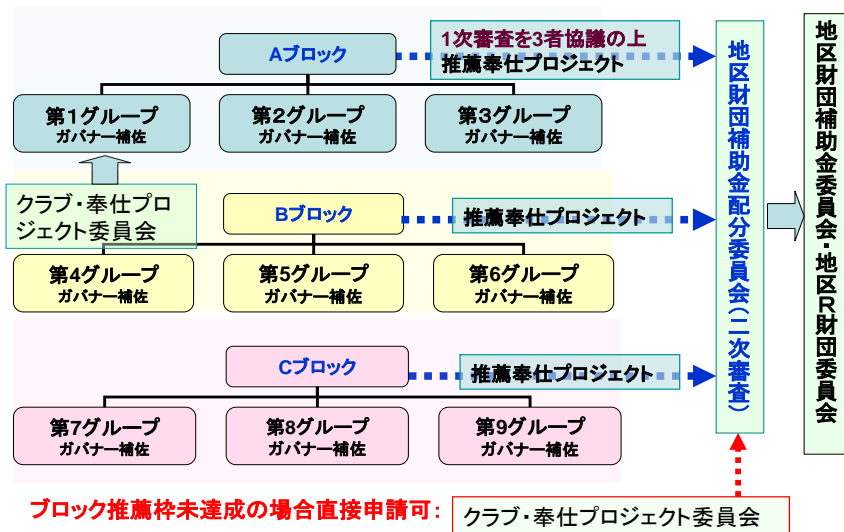 Aブロック
1次審査を3者協議の上
推薦奉仕プロジェクト
第1グループ
ガバナー補佐
第2グループ
ガバナー補佐
第3グループ
ガバナー補佐
クラブ・奉仕プロ
ジェクト委員会
Bブロック
推薦奉仕プロジェクト
第4グループ
ガバナー補佐
第5グループ
ガバナー補佐
第6グループ
ガバナー補佐
Cブロック
推薦奉仕プロジェクト
第7グループ
ガバナー補佐
第8グループ
ガバナー補佐
第9グループ
ガバナー補佐
地区財団補助金配分委員会(二次審査)
地区財団補助金委員会・地区R財団委員会
ブロック推薦枠未達成の場合直接申請可:
クラブ・奉仕プロジェクト委員会